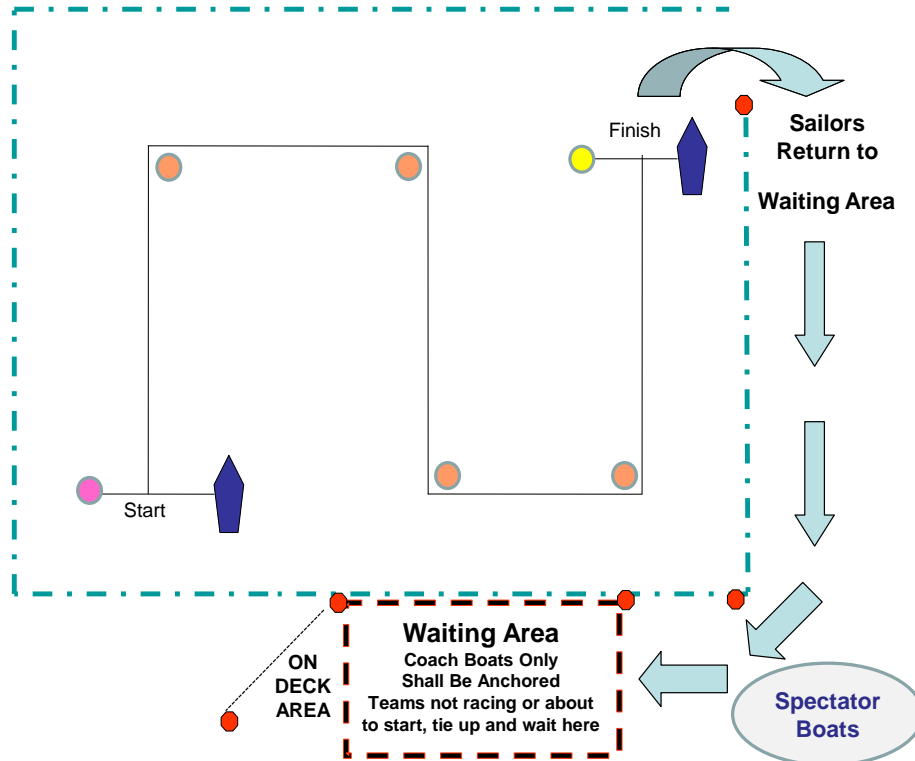 Finish
Sailors
Return to
Waiting Area
Start
ON
DECK
AREA
Waiting Area
Coach Boats Only
Shall Be Anchored
Teams not racing or about
to start, tie up and wait here
Spectator
Boats